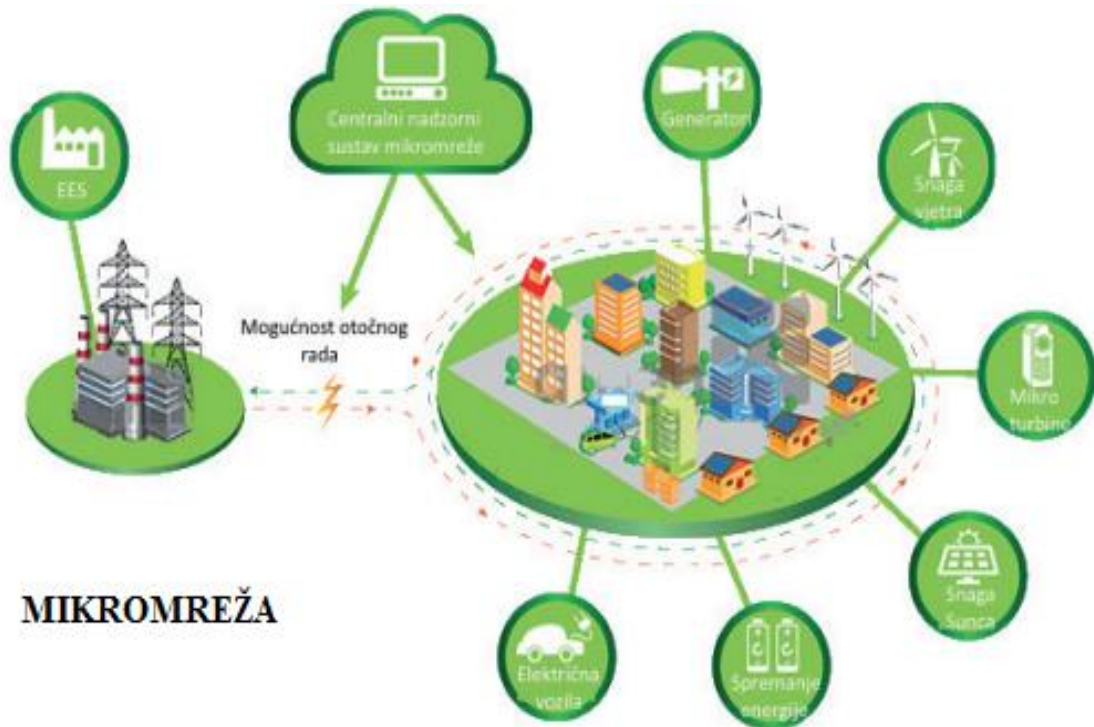 Centralni nadzorni
sustav mikromreže
Generatori
EES
Snaga
vjetra
Mogućnost otočnog
rada
Mikro
turbine
Snaga
Sunca
MIKROMREŽA
Električna
vozila
Spremanje
energije